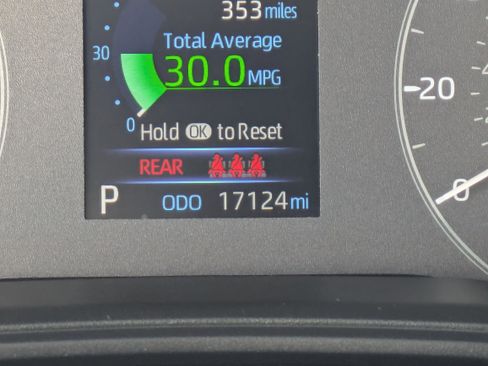 353 miles
Total Average
30
30.0 MPG
0
Hold OK to Reset
REAR
P ODO 17124 mi
20
0